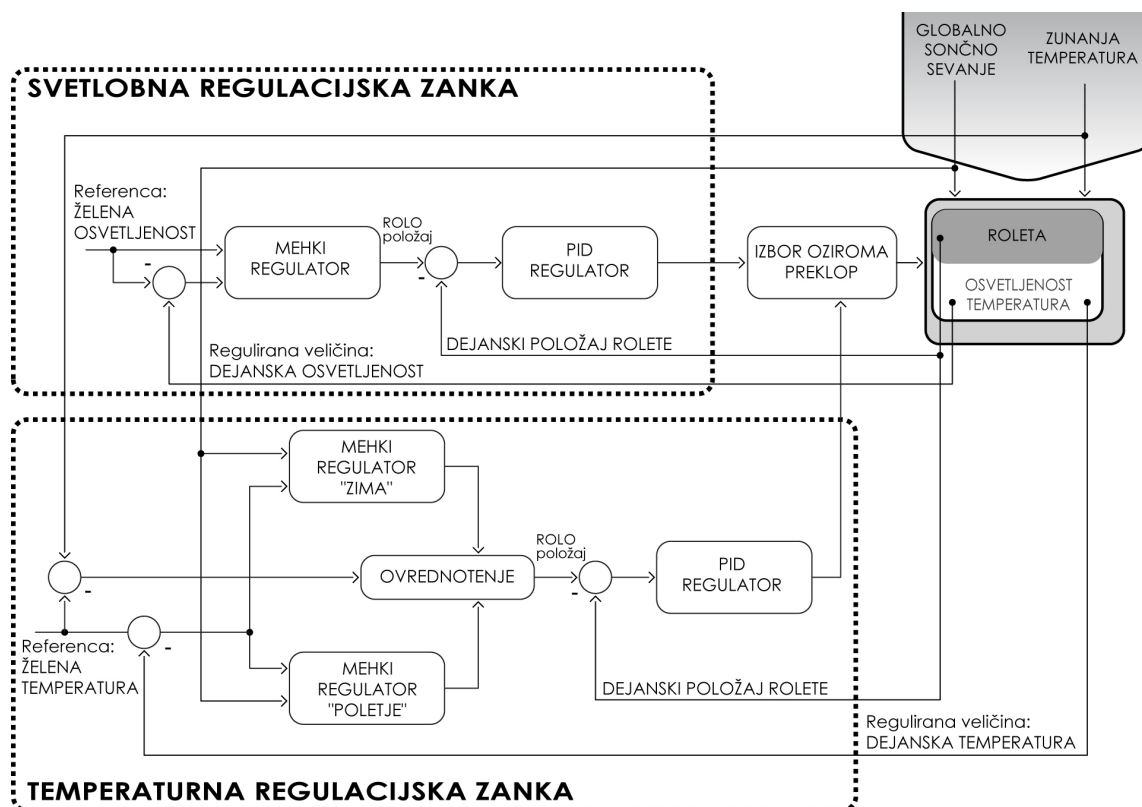 GLOBALNO
SONČNO
SEVANJE
ZUNANJA
TEMPERATURA
SVETLOBNA REGULACIJSKA ZANKA
Referenca:
ŽELENA
OSVETLJENOST
-
MEHKI
REGULATOR
ROLO
položaj
-
PID
REGULATOR
IZBOR OZIROMA
PREKLOP
ROLETA
OSVETLJENOST
TEMPERATURA
DEJANSKI POLOŽAJ ROLETE
Regulirana veličina:
DEJANSKA OSVETLJENOST
MEHKI
REGULATOR
"ZIMA"
-
OVREDNOTENJE
ROLO
položaj
-
PID
REGULATOR
Referenca:
ŽELENA
TEMPERATURA
-
MEHKI
REGULATOR
"POLETJE"
DEJANSKI POLOŽAJ ROLETE
Regulirana veličina:
DEJANSKA TEMPERATURA
TEMPERATURNA REGULACIJSKA ZANKA